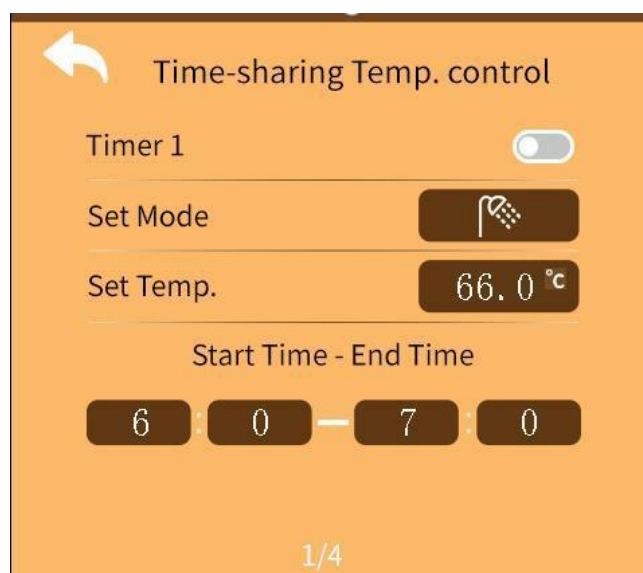 Time-sharing Temp. control
Timer 1
Set Mode
Set Temp. 66.0 °C
Start Time - End Time
6 : 0 — 7 : 0
1/4